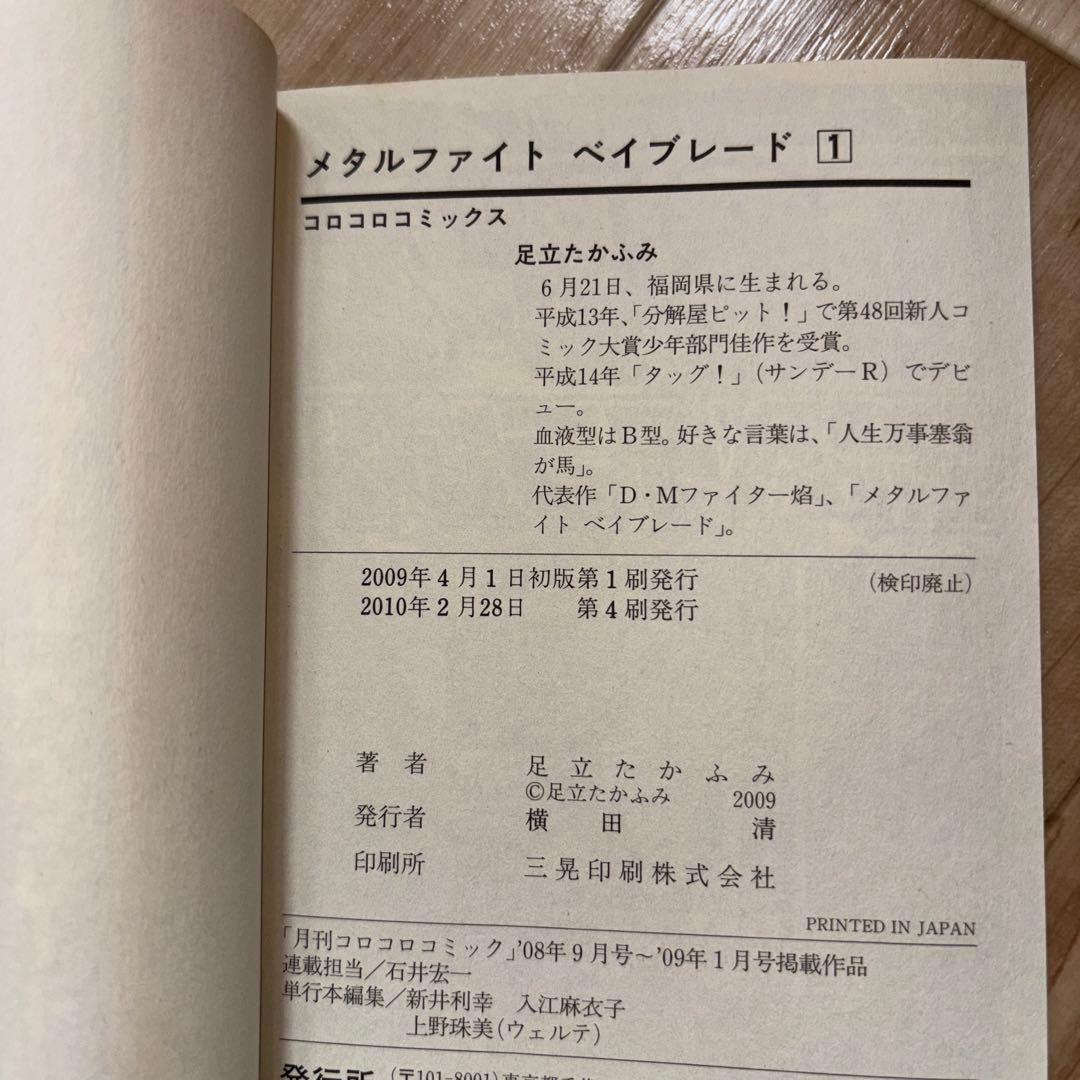 メタルファイト ベイブレード 1
コロコロコミックス
足立たかふみ
6月21日、福岡県に生まれる。
平成13年、「分解屋ピット！」で第48回新人コ
ミック大賞少年部門佳作を受賞。
平成14年「タッグ！」（サンデーR）でデビ
ュー。
血液型はB型。好きな言葉は、「人生万事塞翁
が馬」。
代表作「D・Mファイター焰」、「メタルファ
イト ベイブレード」。
2009年4月1日初版第1刷発行 （検印廃止）
2010年2月28日 第4刷発行
著者 足立たかふみ
©足立たかふみ 2009
発行者 横田 清
印刷所 三晃印刷株式会社
PRINTED IN JAPAN
「月刊コロコロコミック」'08年9月号〜'09年1月号掲載作品
連載担当／石井宏一
単行本編集／新井利幸 入江麻衣子
上野珠美（ウェルテ）
発行所 （〒101-8001）東京都千